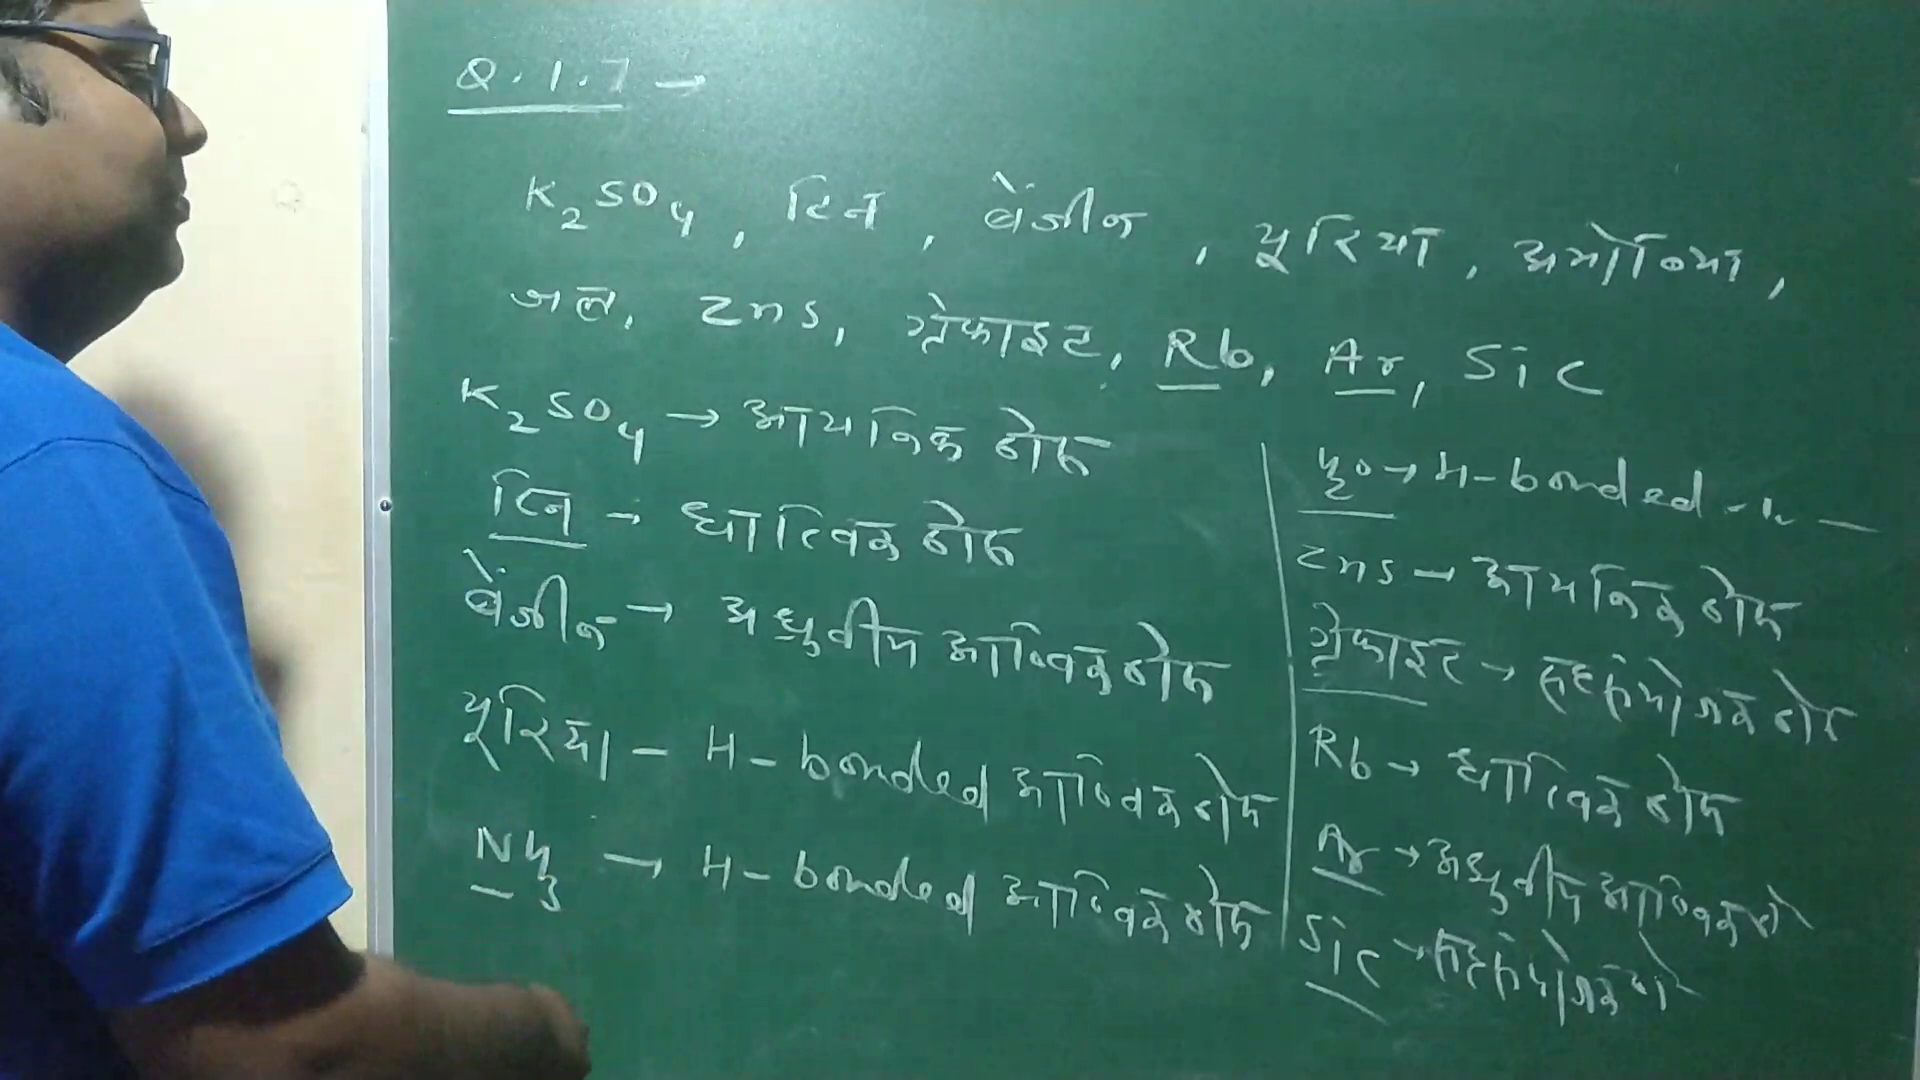 Q.1.7 →
K₂SO₄, टिन, बेंजीन, यूरिया, अमोनिया,
जल, ZnS, ग्रेफाइट, Rb, Ar, SiC
K₂SO₄ → आयनिक ठोस
टिन → धात्विक ठोस
बेंजीन → अध्रुवीय आण्विक ठोस
यूरिया – H-bonded आण्विक ठोस
NH₃ → H-bonded आण्विक ठोस
H₂O → H-bonded
ZnS → आयनिक ठोस
ग्रेफाइट → सहसंयोजक ठोस
Rb → धात्विक ठोस
Ar → अध्रुवीय आण्विक ठो
SiC → सहसंयोजक ठो